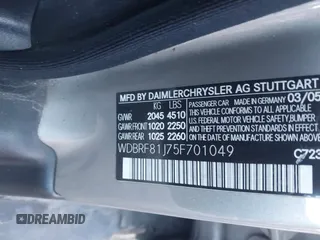 MFD BY DAIMLERCHRYSLER AG STUTTGART
PASSENGER CAR MADE IN GERMANY 03/05
KG LBS
GVWR 2045 4510
GAWR FRONT 1020 2250
GAWR REAR 1025 2260
THIS VEHICLE CONFORMS TO ALL
U.S. FEDERAL MOTOR VEHICLE
SAFETY, BUMPER
AND THEFT PREVENTION
STANDARDS IN EFFECT ON THE
DATE OF MANUFACTURE SHOWN
WDBRF81J75F701049
C723
DREAMBID